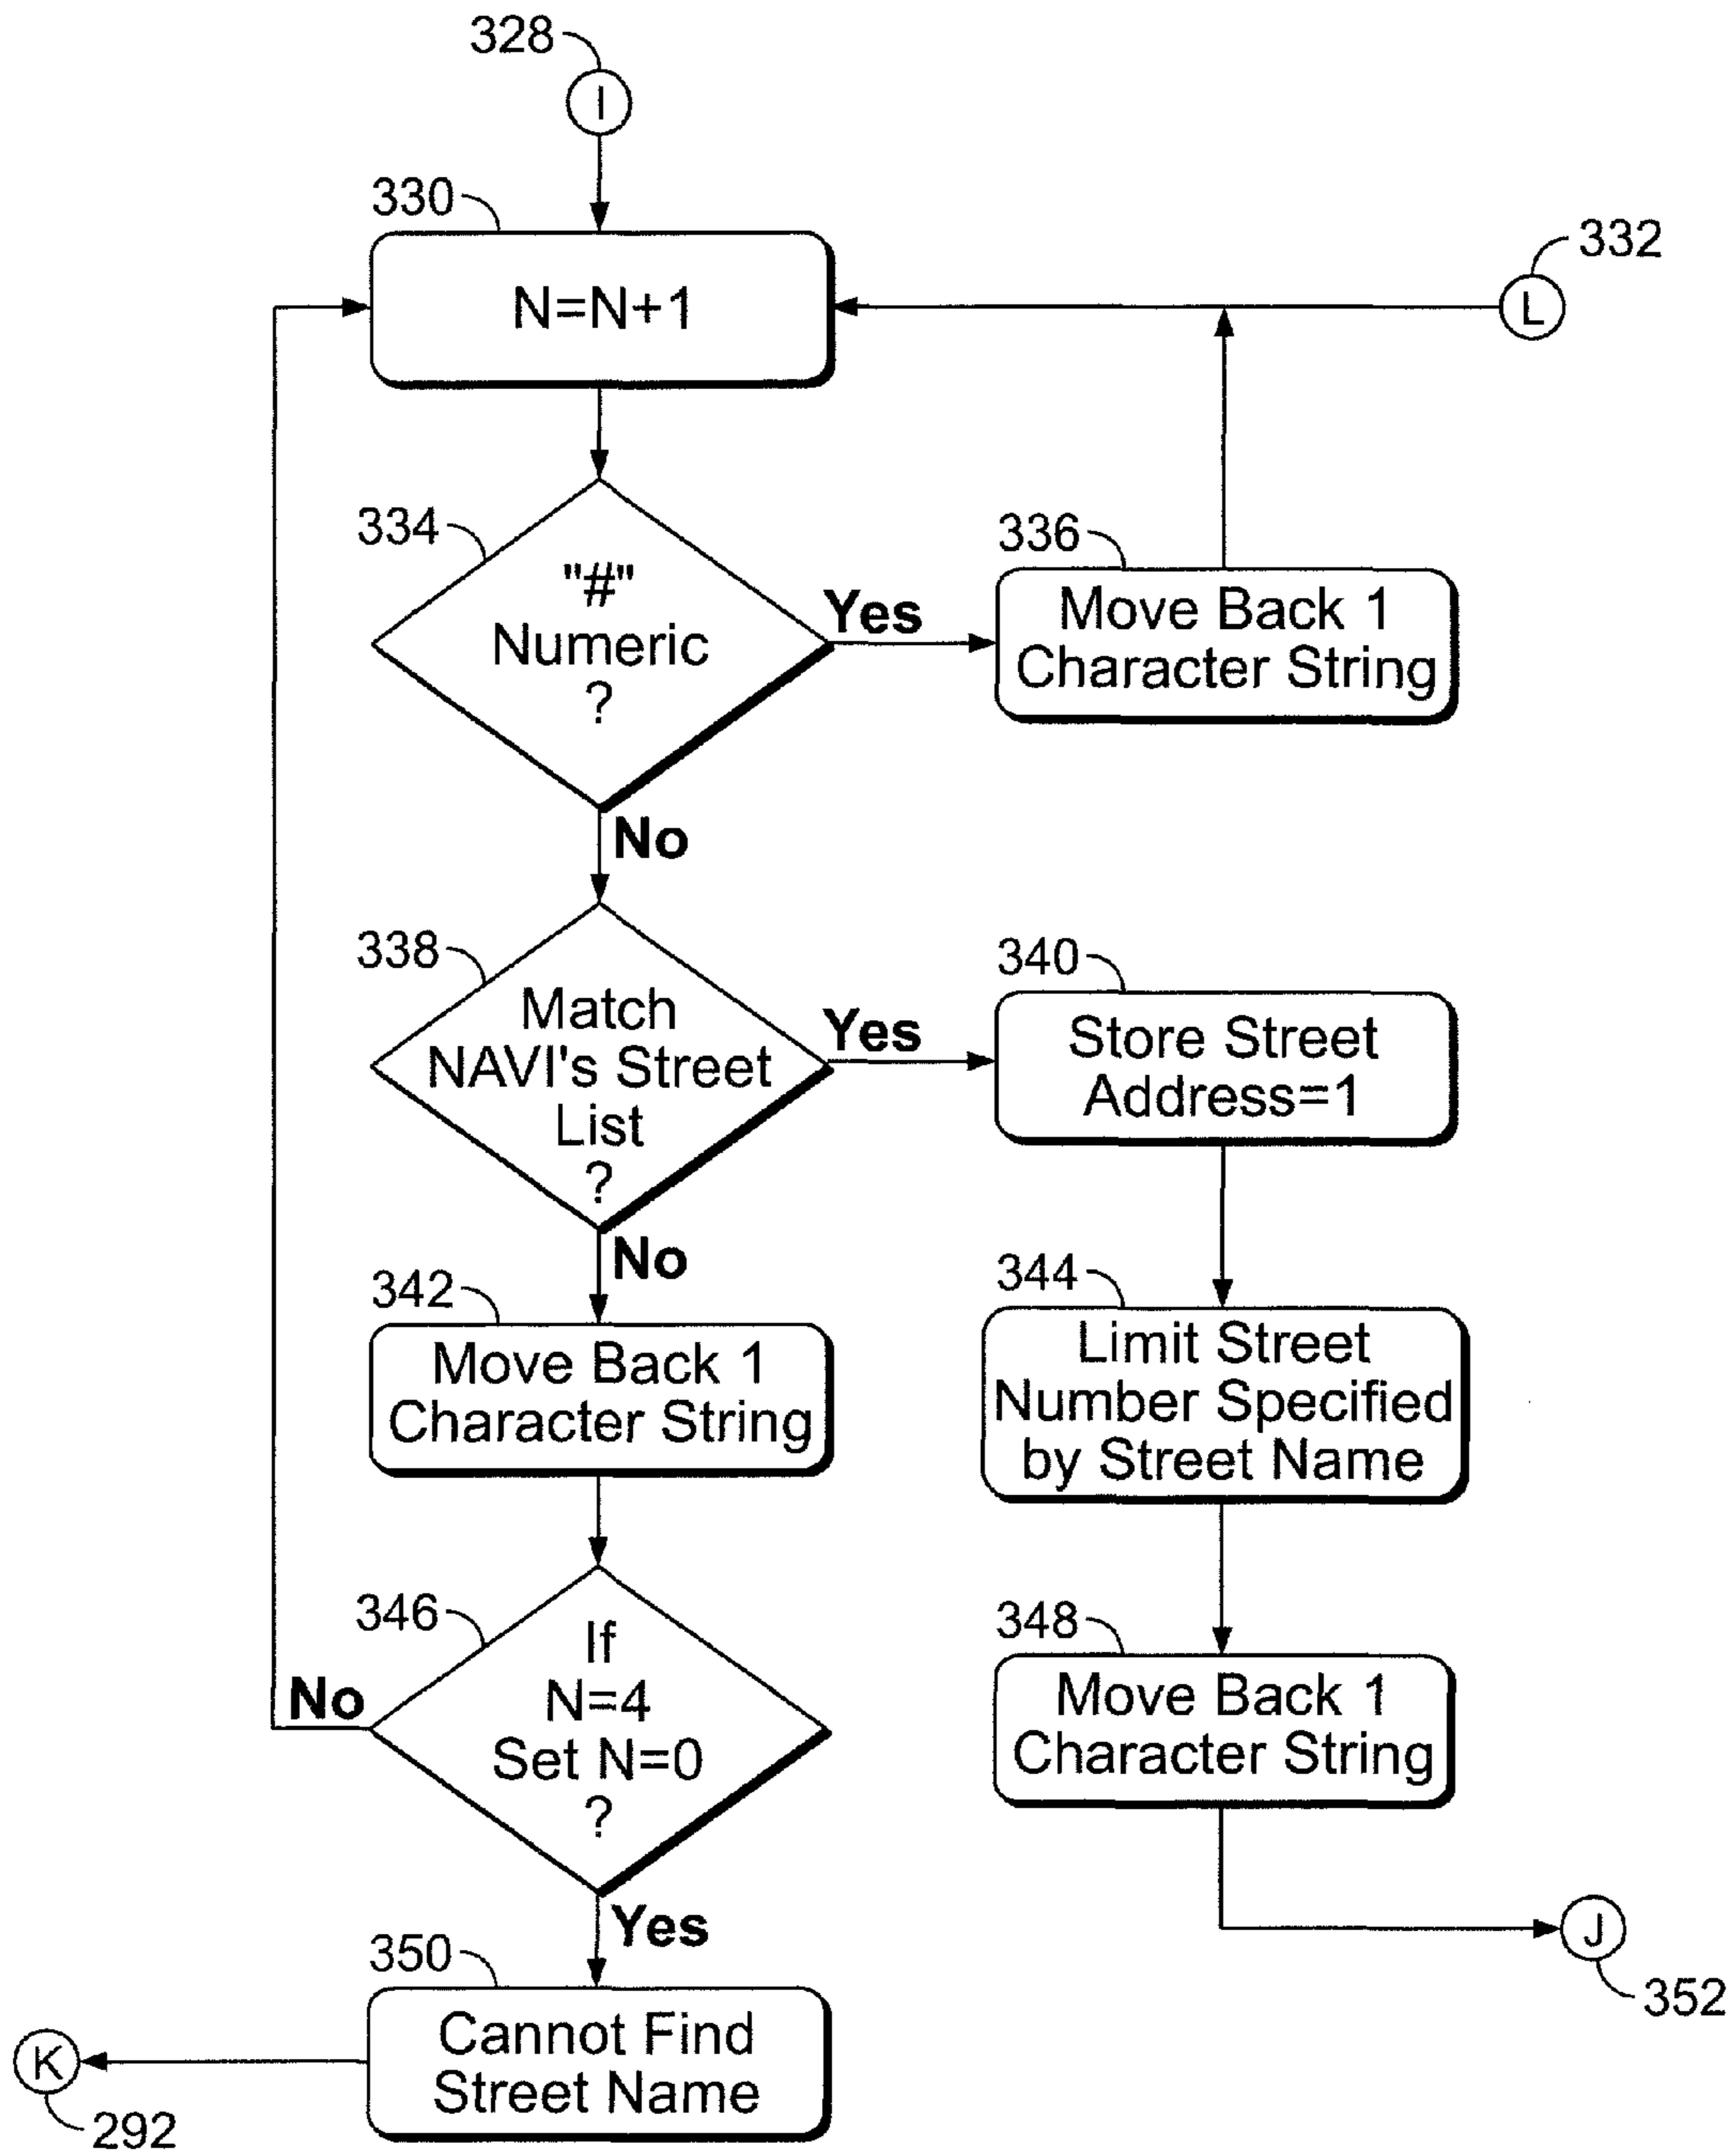 328
I
330
N=N+1
332
L
334
"#"
Numeric
?
Yes
336
Move Back 1
Character String
No
338
Match
NAVI's Street
List
?
Yes
340
Store Street
Address=1
No
342
Move Back 1
Character String
344
Limit Street
Number Specified
by Street Name
346
If
N=4
Set N=0
?
No
348
Move Back 1
Character String
Yes
350
Cannot Find
Street Name
J
352
K
292